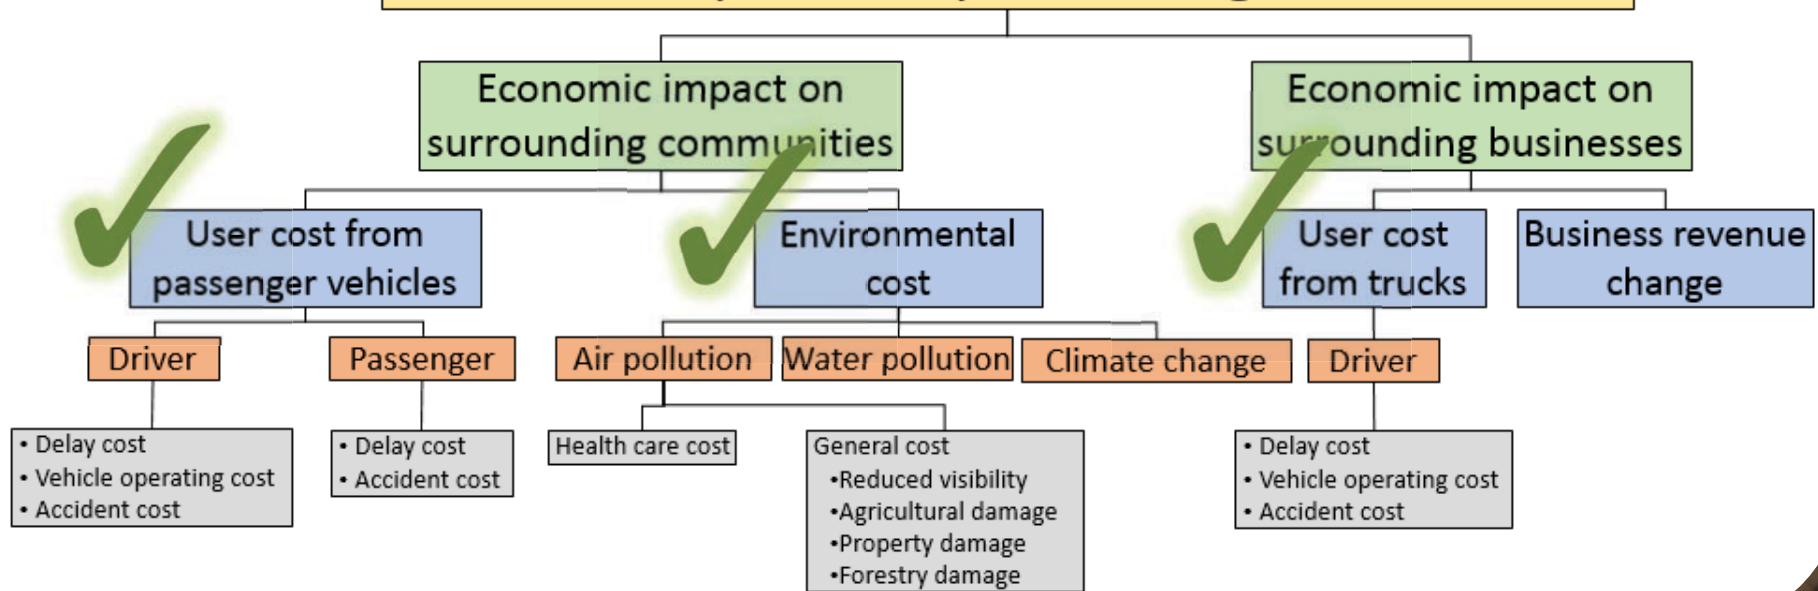 Economic impact on
surrounding communities
Economic impact on
surrounding businesses
User cost from
passenger vehicles
Environmental
cost
User cost
from trucks
Business revenue
change
Driver
Passenger
Air pollution
Water pollution
Climate change
Driver
• Delay cost
• Vehicle operating cost
• Accident cost
• Delay cost
• Accident cost
Health care cost
General cost
•Reduced visibility
•Agricultural damage
•Property damage
•Forestry damage
• Delay cost
• Vehicle operating cost
• Accident cost